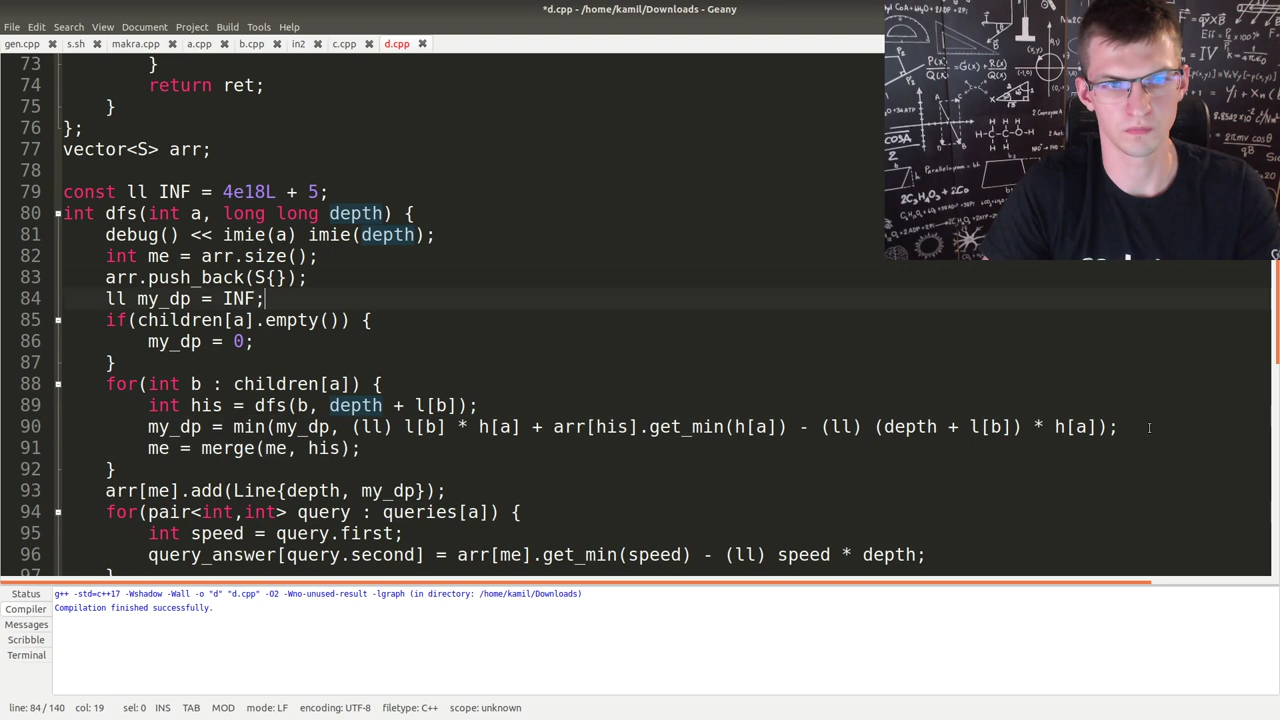 *d.cpp - /home/kamil/Downloads - Geany
File Edit Search View Document Project Build Tools Help
gen.cpp s.sh makra.cpp a.cpp b.cpp in2 c.cpp d.cpp
73 }
74 return ret;
75 }
76 };
77 vector<S> arr;
78
79 const ll INF = 4e18L + 5;
80 int dfs(int a, long long depth) {
81 debug() << imie(a) imie(depth);
82 int me = arr.size();
83 arr.push_back(S{});
84 ll my_dp = INF;
85 if(children[a].empty()) {
86 my_dp = 0;
87 }
88 for(int b : children[a]) {
89 int his = dfs(b, depth + l[b]);
90 my_dp = min(my_dp, (ll) l[b] * h[a] + arr[his].get_min(h[a]) - (ll) (depth + l[b]) * h[a]);
91 me = merge(me, his);
92 }
93 arr[me].add(Line{depth, my_dp});
94 for(pair<int,int> query : queries[a]) {
95 int speed = query.first;
96 query_answer[query.second] = arr[me].get_min(speed) - (ll) speed * depth;
97 }
Status
Compiler
Messages
Scribble
Terminal
g++ -std=c++17 -Wshadow -Wall -o "d" "d.cpp" -O2 -Wno-unused-result -lgraph (in directory: /home/kamil/Downloads)
Compilation finished successfully.
line: 84 / 140 col: 19 sel: 0 INS TAB MOD mode: LF encoding: UTF-8 filetype: C++ scope: unknown